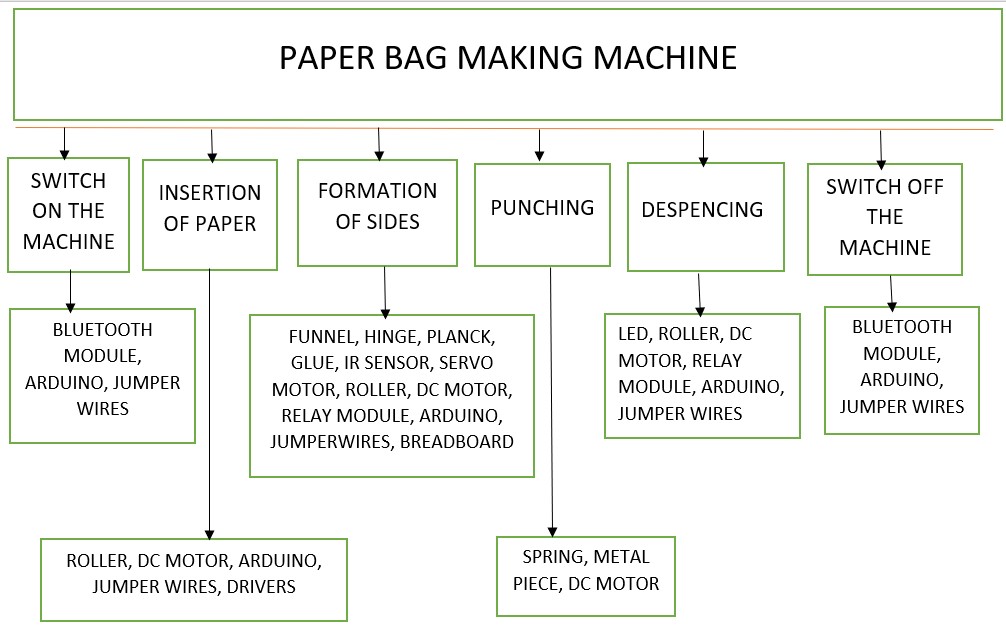 PAPER BAG MAKING MACHINE
SWITCH
ON THE
MACHINE
INSERTION
OF PAPER
FORMATION
OF SIDES
PUNCHING
DESPENCING
SWITCH OFF
THE
MACHINE
BLUETOOTH
MODULE,
ARDUINO, JUMPER
WIRES
FUNNEL, HINGE, PLANCK,
GLUE, IR SENSOR, SERVO
MOTOR, ROLLER, DC MOTOR,
RELAY MODULE, ARDUINO,
JUMPERWIRES, BREADBOARD
LED, ROLLER, DC
MOTOR, RELAY
MODULE, ARDUINO,
JUMPER WIRES
BLUETOOTH
MODULE,
ARDUINO,
JUMPER WIRES
ROLLER, DC MOTOR, ARDUINO,
JUMPER WIRES, DRIVERS
SPRING, METAL
PIECE, DC MOTOR